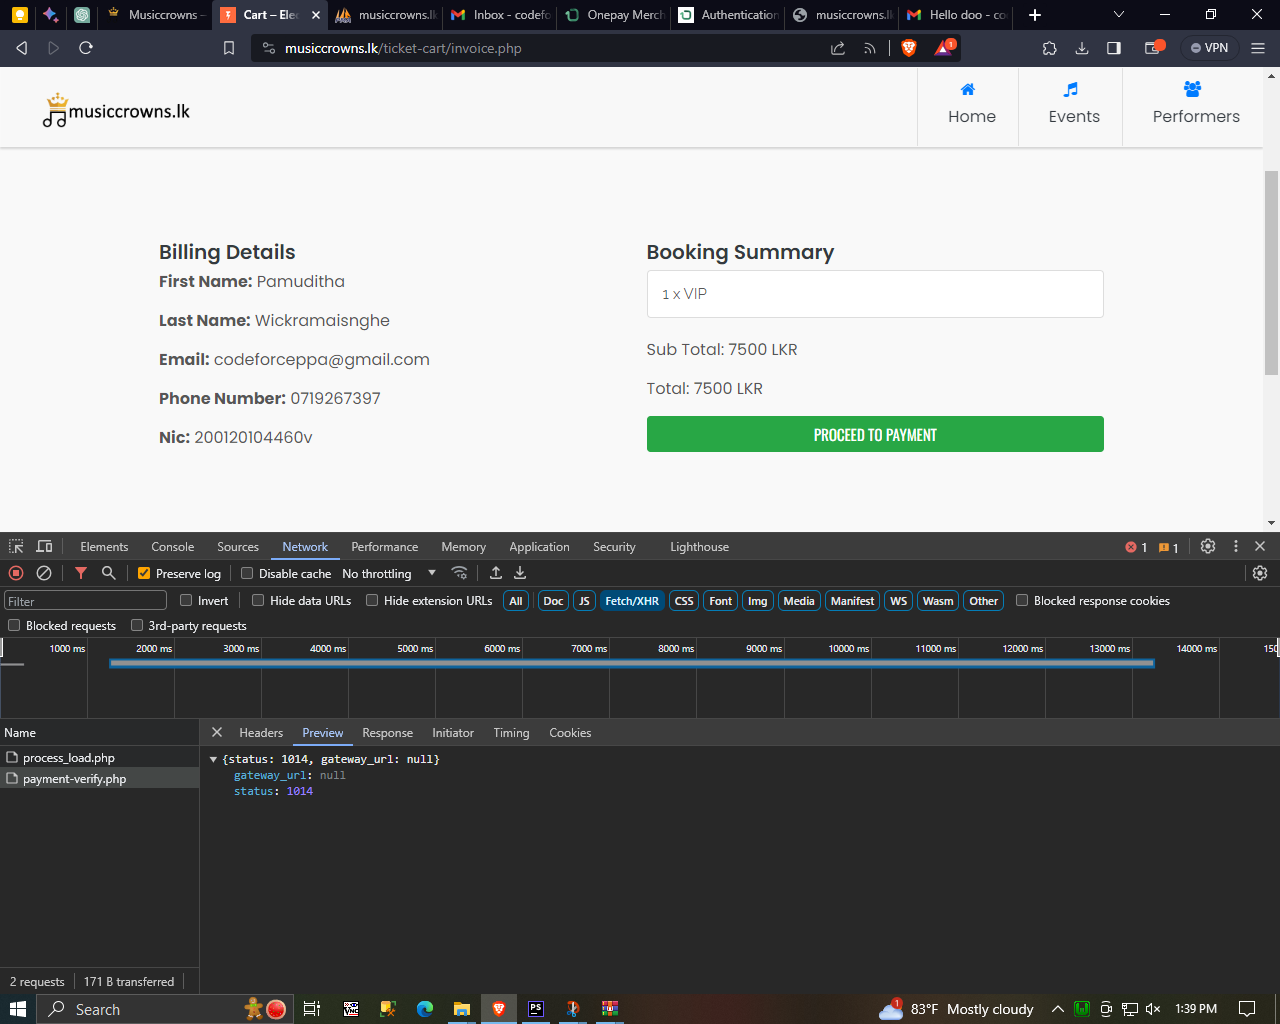 Musiccrowns –
Cart – Elec
musiccrowns.lk
Inbox - codefo
Onepay Merch
Authentication
musiccrowns.lk
Hello doo - co
musiccrowns.lk/ticket-cart/invoice.php
1
VPN
musiccrowns.lk
Home
Events
Performers
Billing Details
First Name: Pamuditha
Last Name: Wickramaisnghe
Email: codeforceppa@gmail.com
Phone Number: 0719267397
Nic: 200120104460v
Booking Summary
1 x VIP
Sub Total: 7500 LKR
Total: 7500 LKR
PROCEED TO PAYMENT
Elements Console Sources Network Performance Memory Application Security Lighthouse 1 1
Preserve log Disable cache No throttling
Filter Invert Hide data URLs Hide extension URLs All Doc JS Fetch/XHR CSS Font Img Media Manifest WS Wasm Other Blocked response cookies
Blocked requests 3rd-party requests
1000 ms 2000 ms 3000 ms 4000 ms 5000 ms 6000 ms 7000 ms 8000 ms 9000 ms 10000 ms 11000 ms 12000 ms 13000 ms 14000 ms 150
Name
process_load.php
payment-verify.php
Headers Preview Response Initiator Timing Cookies
{status: 1014, gateway_url: null}
gateway_url: null
status: 1014
2 requests 171 B transferred
Search
PS
1
83°F Mostly cloudy
1:39 PM